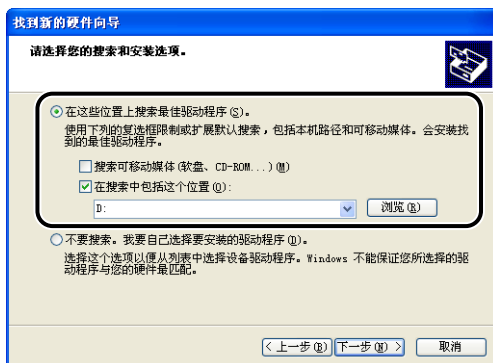 找到新的硬件向导
请选择您的搜索和安装选项。
在这些位置上搜索最佳驱动程序(S)。
使用下列的复选框限制或扩展默认搜索，包括本机路径和可移动媒体。会安装找
到的最佳驱动程序。
搜索可移动媒体(软盘、CD-ROM...)(M)
在搜索中包括这个位置(O):
D:
浏览(R)
不要搜索。我要自己选择要安装的驱动程序(D)。
选择这个选项以便从列表中选择设备驱动程序。Windows 不能保证您所选择的驱
动程序与您的硬件最匹配。
< 上一步(B)
下一步(N) >
取消